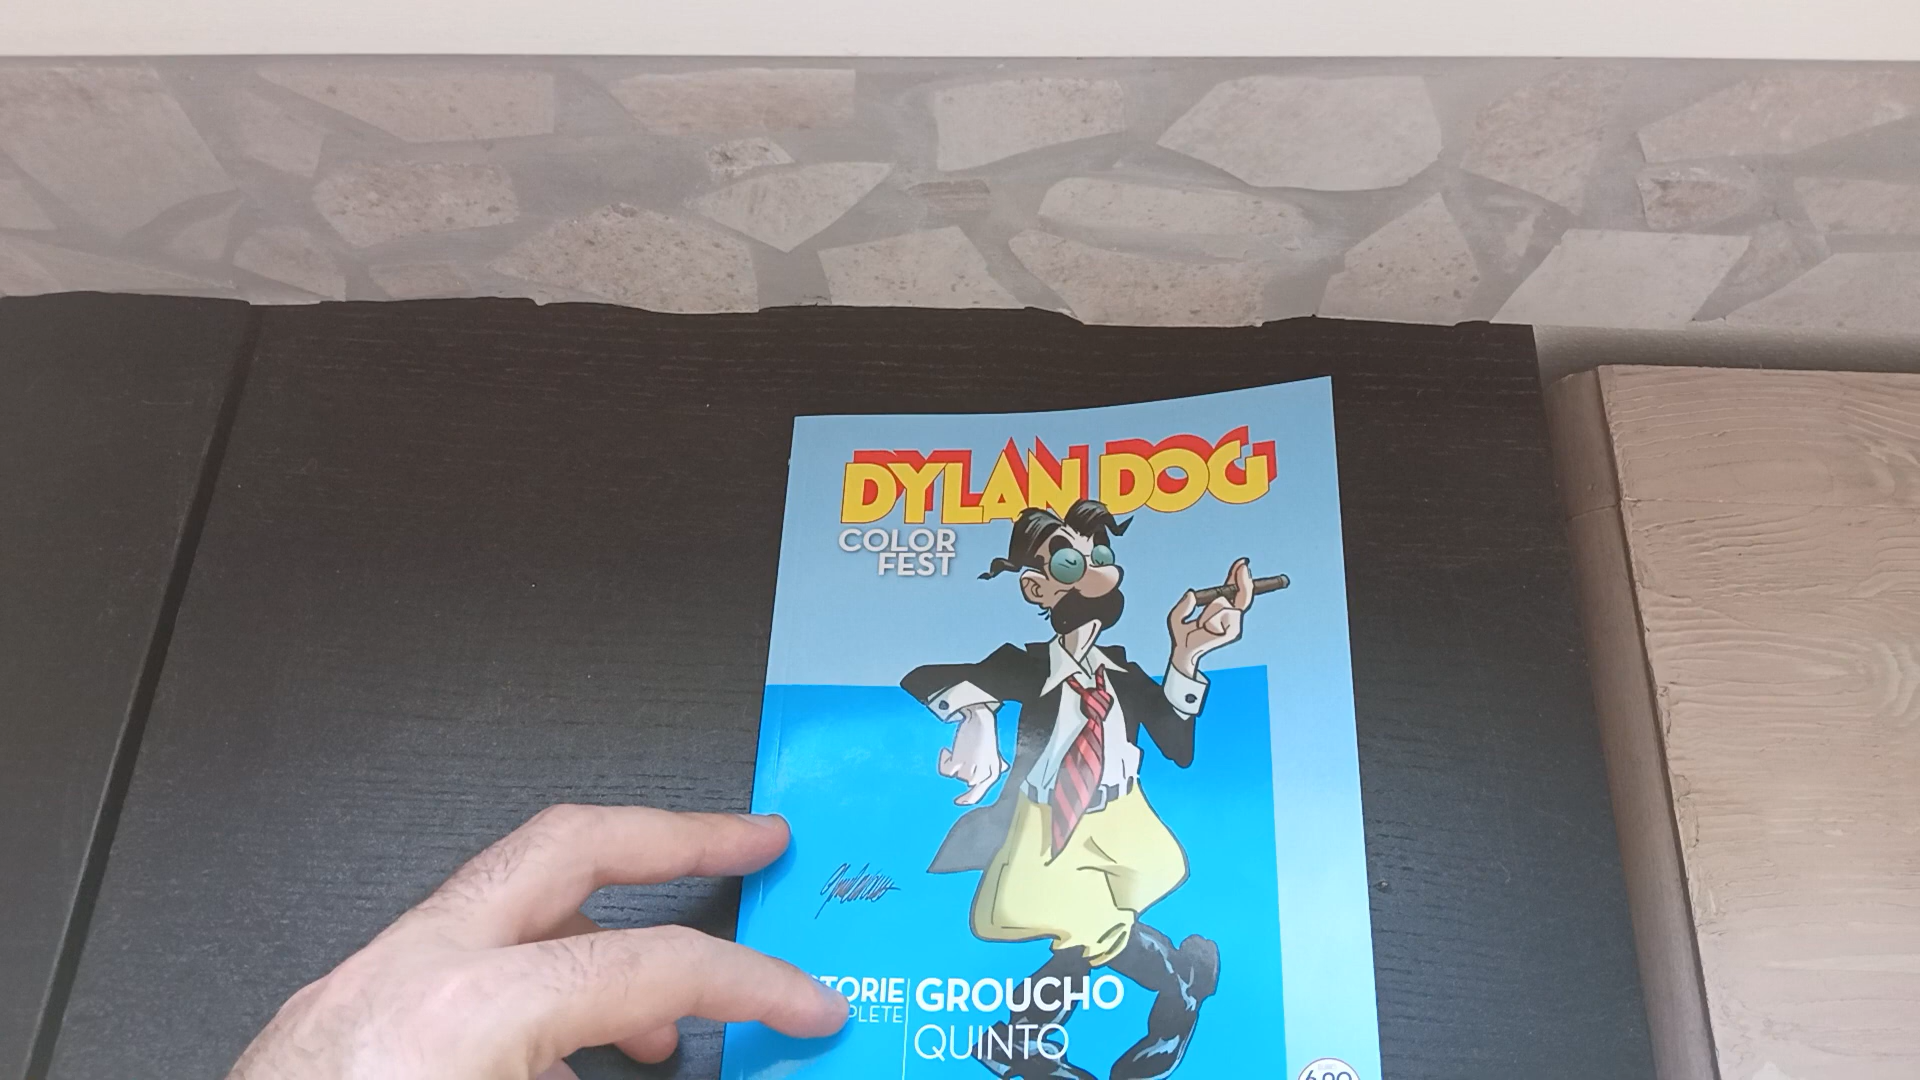 DYLAN DOG
COLOR
FEST
TORIE
PLETE
GROUCHO
QUINTO